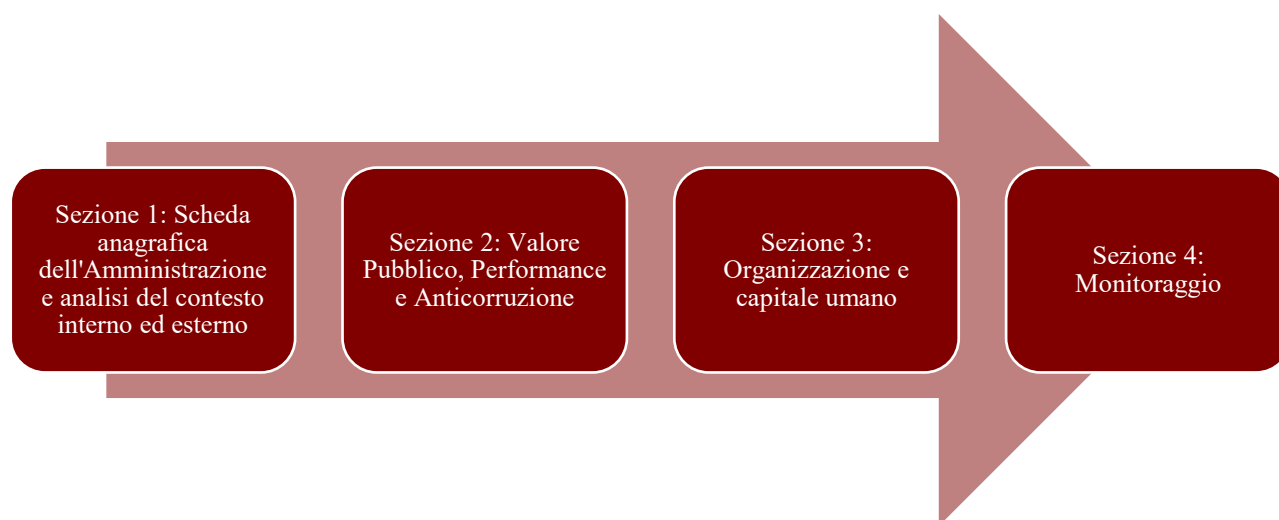 Sezione 1: Scheda
anagrafica
dell'Amministrazione
e analisi del contesto
interno ed esterno
Sezione 2: Valore
Pubblico, Performance
e Anticorruzione
Sezione 3:
Organizzazione e
capitale umano
Sezione 4:
Monitoraggio